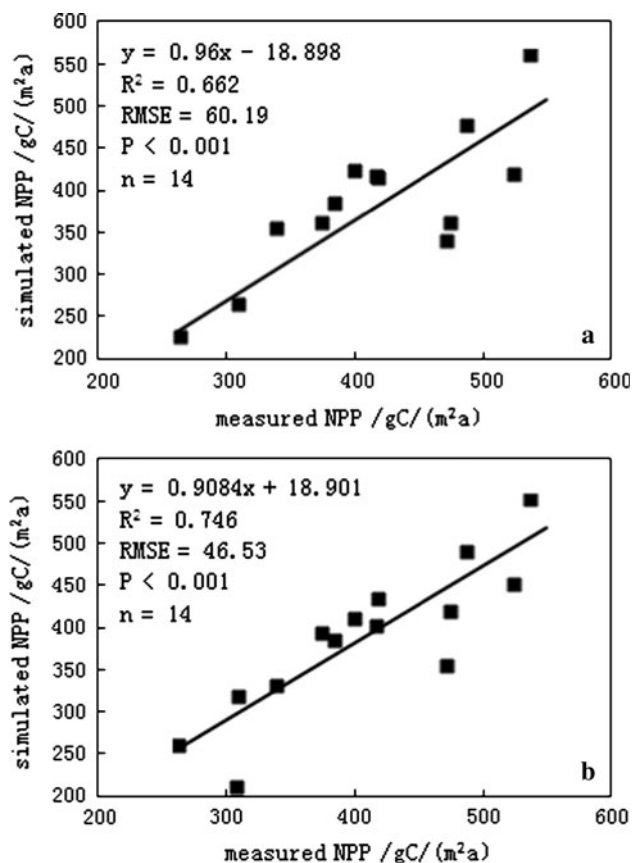 600
550
500
450
400
350
300
250
200
simulated NPP /gC/(m²a)
y = 0.96x - 18.898
R² = 0.662
RMSE = 60.19
P < 0.001
n = 14
a
200 300 400 500 600
measured NPP /gC/(m²a)
600
550
500
450
400
350
300
250
200
simulated NPP /gC/(m²a)
y = 0.9084x + 18.901
R² = 0.746
RMSE = 46.53
P < 0.001
n = 14
b
200 300 400 500 600
measured NPP /gC/(m²a)